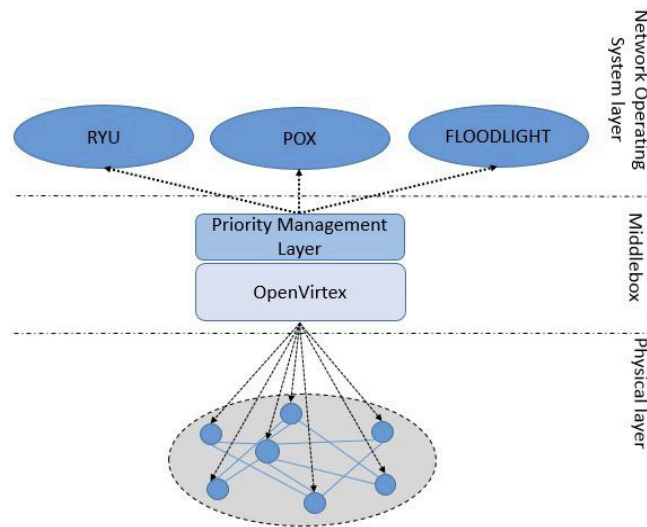 Network Operating
System layer
RYU
POX
FLOODLIGHT
Priority Management
Layer
OpenVirtex
Middlebox
Physical layer